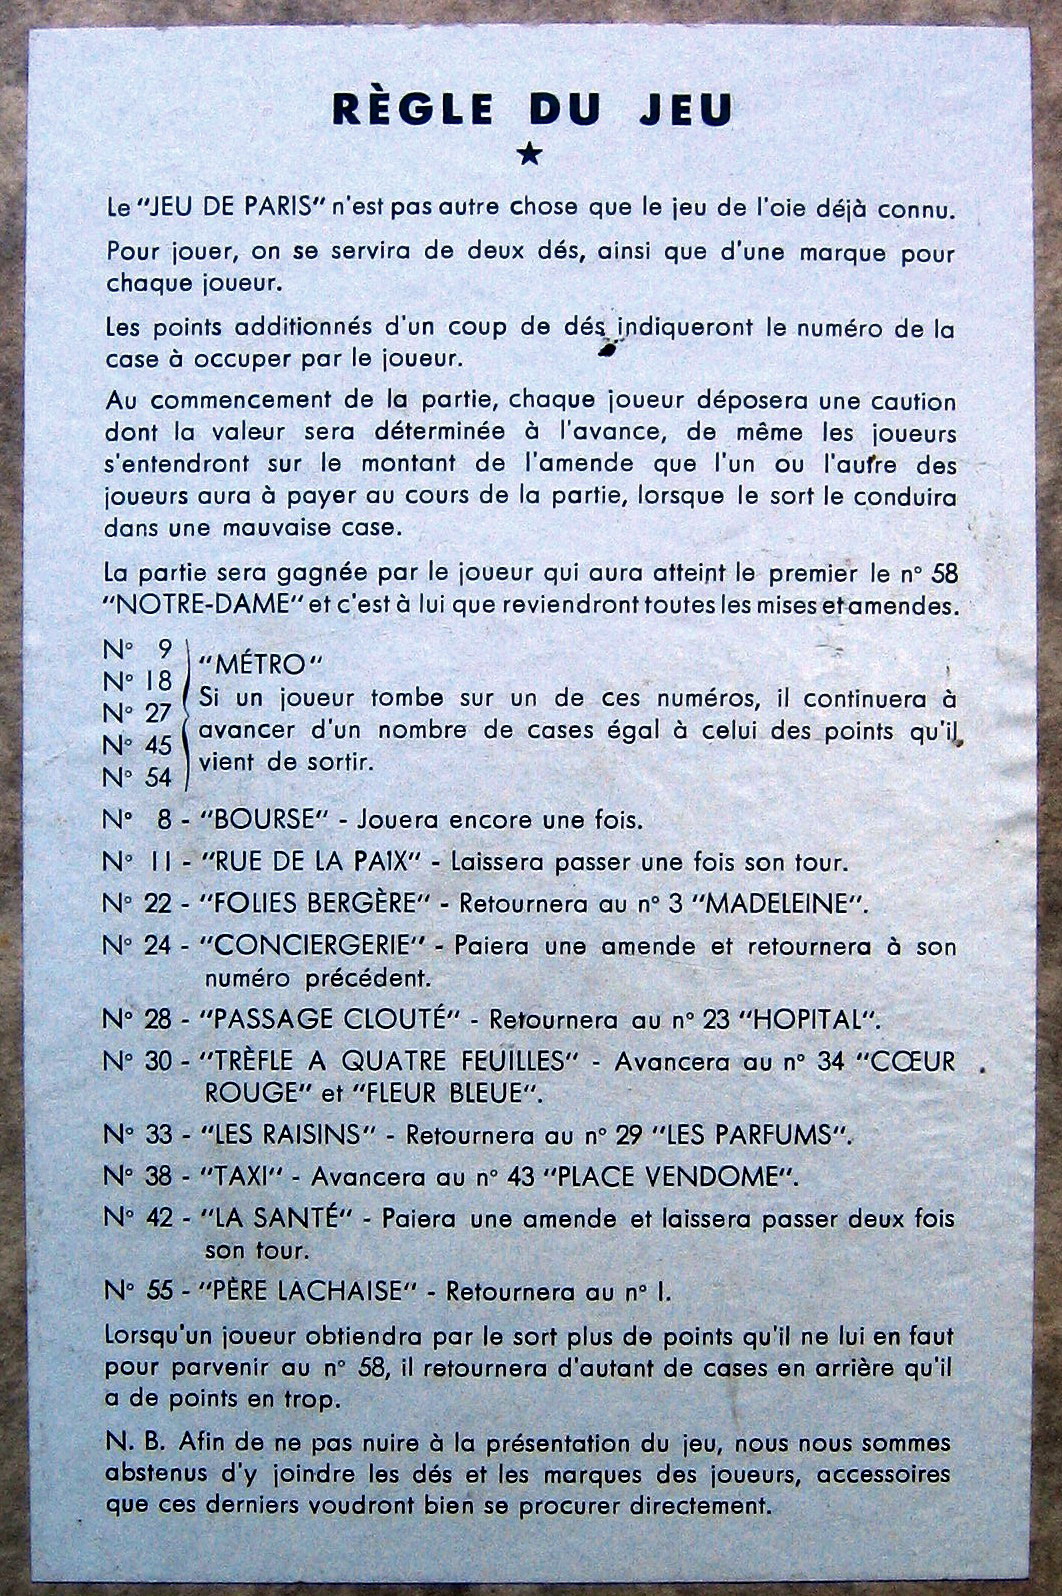 RÈGLE DU JEU
★
Le "JEU DE PARIS" n'est pas autre chose que le jeu de l'oie déjà connu.
Pour jouer, on se servira de deux dés, ainsi que d'une marque pour
chaque joueur.
Les points additionnés d'un coup de dés indiqueront le numéro de la
case à occuper par le joueur.
Au commencement de la partie, chaque joueur déposera une caution
dont la valeur sera déterminée à l'avance, de même les joueurs
s'entendront sur le montant de l'amende que l'un ou l'autre des
joueurs aura à payer au cours de la partie, lorsque le sort le conduira
dans une mauvaise case.
La partie sera gagnée par le joueur qui aura atteint le premier le n° 58
"NOTRE-DAME" et c'est à lui que reviendront toutes les mises et amendes.
N° 9
N° 18
N° 27
N° 45
N° 54
"MÉTRO"
Si un joueur tombe sur un de ces numéros, il continuera à
avancer d'un nombre de cases égal à celui des points qu'il
vient de sortir.
N° 8 - "BOURSE" - Jouera encore une fois.
N° 11 - "RUE DE LA PAIX" - Laissera passer une fois son tour.
N° 22 - "FOLIES BERGÈRE" - Retournera au n° 3 "MADELEINE".
N° 24 - "CONCIERGERIE" - Paiera une amende et retournera à son
numéro précédent.
N° 28 - "PASSAGE CLOUTÉ" - Retournera au n° 23 "HOPITAL".
N° 30 - "TRÈFLE A QUATRE FEUILLES" - Avancera au n° 34 "CŒUR
ROUGE" et "FLEUR BLEUE".
N° 33 - "LES RAISINS" - Retournera au n° 29 "LES PARFUMS".
N° 38 - "TAXI" - Avancera au n° 43 "PLACE VENDOME".
N° 42 - "LA SANTÉ" - Paiera une amende et laissera passer deux fois
son tour.
N° 55 - "PÈRE LACHAISE" - Retournera au n° 1.
Lorsqu'un joueur obtiendra par le sort plus de points qu'il ne lui en faut
pour parvenir au n° 58, il retournera d'autant de cases en arrière qu'il
a de points en trop.
N. B. Afin de ne pas nuire à la présentation du jeu, nous nous sommes
abstenus d'y joindre les dés et les marques des joueurs, accessoires
que ces derniers voudront bien se procurer directement.